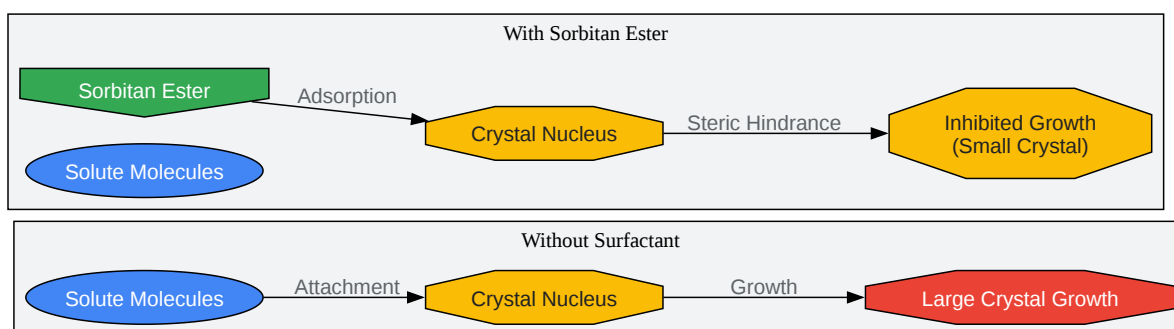 With Sorbitan Ester
Sorbitan Ester
Adsorption
Crystal Nucleus
Steric Hindrance
Inhibited Growth
(Small Crystal)
Solute Molecules
Without Surfactant
Solute Molecules
Attachment
Crystal Nucleus
Growth
Large Crystal Growth